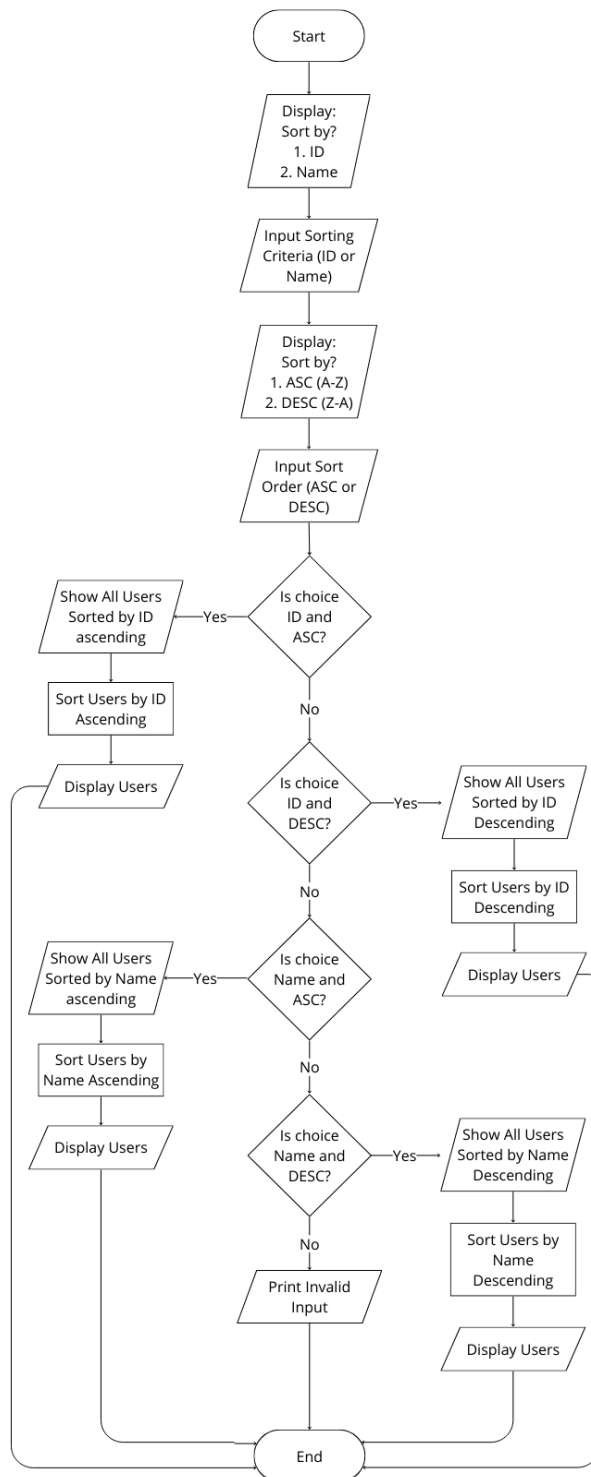 Start
Display:
Sort by?
1. ID
2. Name
Input Sorting
Criteria (ID or
Name)
Display:
Sort by?
1. ASC (A-Z)
2. DESC (Z-A)
Input Sort
Order (ASC or
DESC)
Is choice
ID and
ASC?
Yes
Show All Users
Sorted by ID
ascending
Sort Users by ID
Ascending
Display Users
No
Is choice
ID and
DESC?
Yes
Show All Users
Sorted by ID
Descending
Sort Users by ID
Descending
Display Users
No
Is choice
Name and
ASC?
Yes
Show All Users
Sorted by Name
ascending
Sort Users by
Name Ascending
Display Users
No
Is choice
Name and
DESC?
Yes
Show All Users
Sorted by Name
Descending
Sort Users by
Name
Descending
Display Users
No
Print Invalid
Input
End